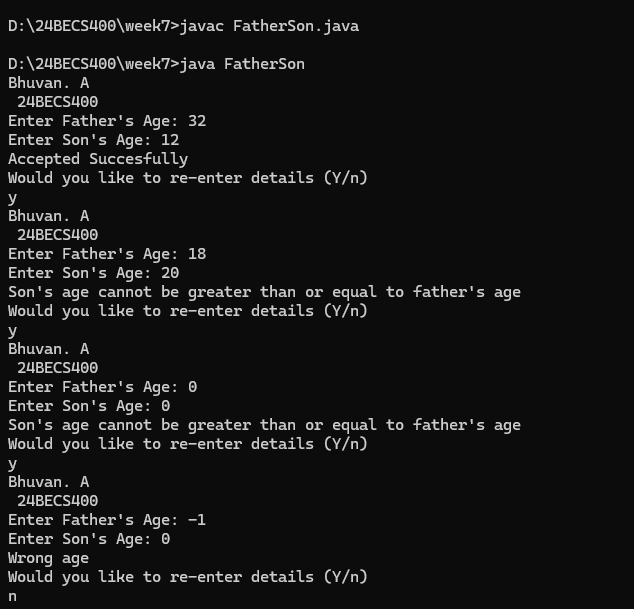 D:\24BECS400\week7>javac FatherSon.java
D:\24BECS400\week7>java FatherSon
Bhuvan. A
 24BECS400
Enter Father's Age: 32
Enter Son's Age: 12
Accepted Succesfully
Would you like to re-enter details (Y/n)
y
Bhuvan. A
 24BECS400
Enter Father's Age: 18
Enter Son's Age: 20
Son's age cannot be greater than or equal to father's age
Would you like to re-enter details (Y/n)
y
Bhuvan. A
 24BECS400
Enter Father's Age: 0
Enter Son's Age: 0
Son's age cannot be greater than or equal to father's age
Would you like to re-enter details (Y/n)
y
Bhuvan. A
 24BECS400
Enter Father's Age: -1
Enter Son's Age: 0
Wrong age
Would you like to re-enter details (Y/n)
n